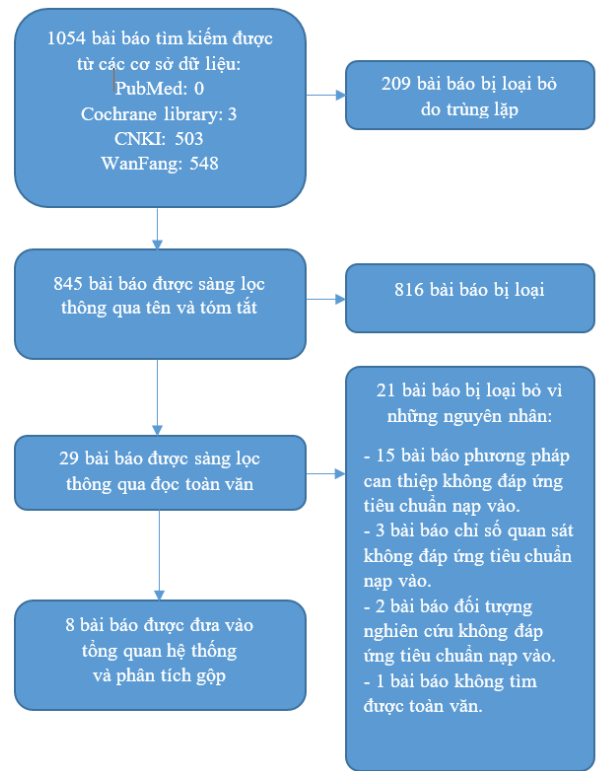 1054 bài báo tìm kiếm được
từ các cơ sở dữ liệu:
PubMed: 0
Cochrane library: 3
CNKI: 503
WanFang: 548
209 bài báo bị loại bỏ
do trùng lặp
845 bài báo được sàng lọc
thông qua tên và tóm tắt
816 bài báo bị loại
29 bài báo được sàng lọc
thông qua đọc toàn văn
21 bài báo bị loại bỏ vì
những nguyên nhân:
- 15 bài báo phương pháp
can thiệp không đáp ứng
tiêu chuẩn nạp vào.
- 3 bài báo chỉ số quan sát
không đáp ứng tiêu chuẩn
nạp vào.
- 2 bài báo đối tượng
nghiên cứu không đáp
ứng tiêu chuẩn nạp vào.
- 1 bài báo không tìm
được toàn văn.
8 bài báo được đưa vào
tổng quan hệ thống
và phân tích gộp